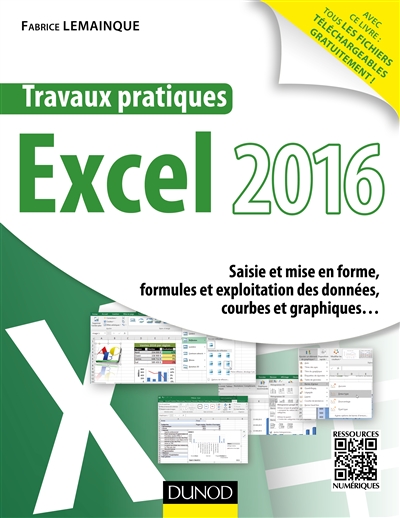 FABRICE LEMAINQUE
AVEC
CE LIVRE :
TOUS LES FICHIERS
TÉLÉCHARGEABLES
GRATUITEMENT !
Travaux pratiques
Excel 2016
Saisie et mise en forme,
formules et exploitation des données,
courbes et graphiques…
X
RESSOURCES
NUMÉRIQUES
DUNOD